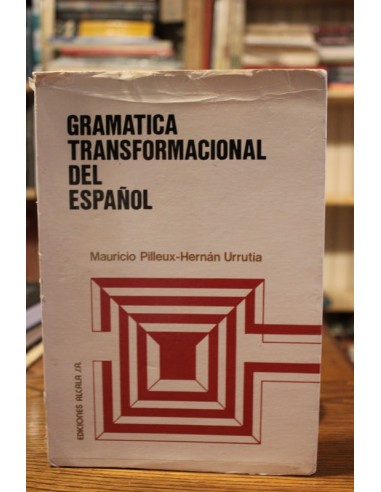 GRAMATICA
TRANSFORMACIONAL
DEL
ESPAÑOL
Mauricio Pilleux-Hernán Urrutia
EDICIONES ALCALA S.A.